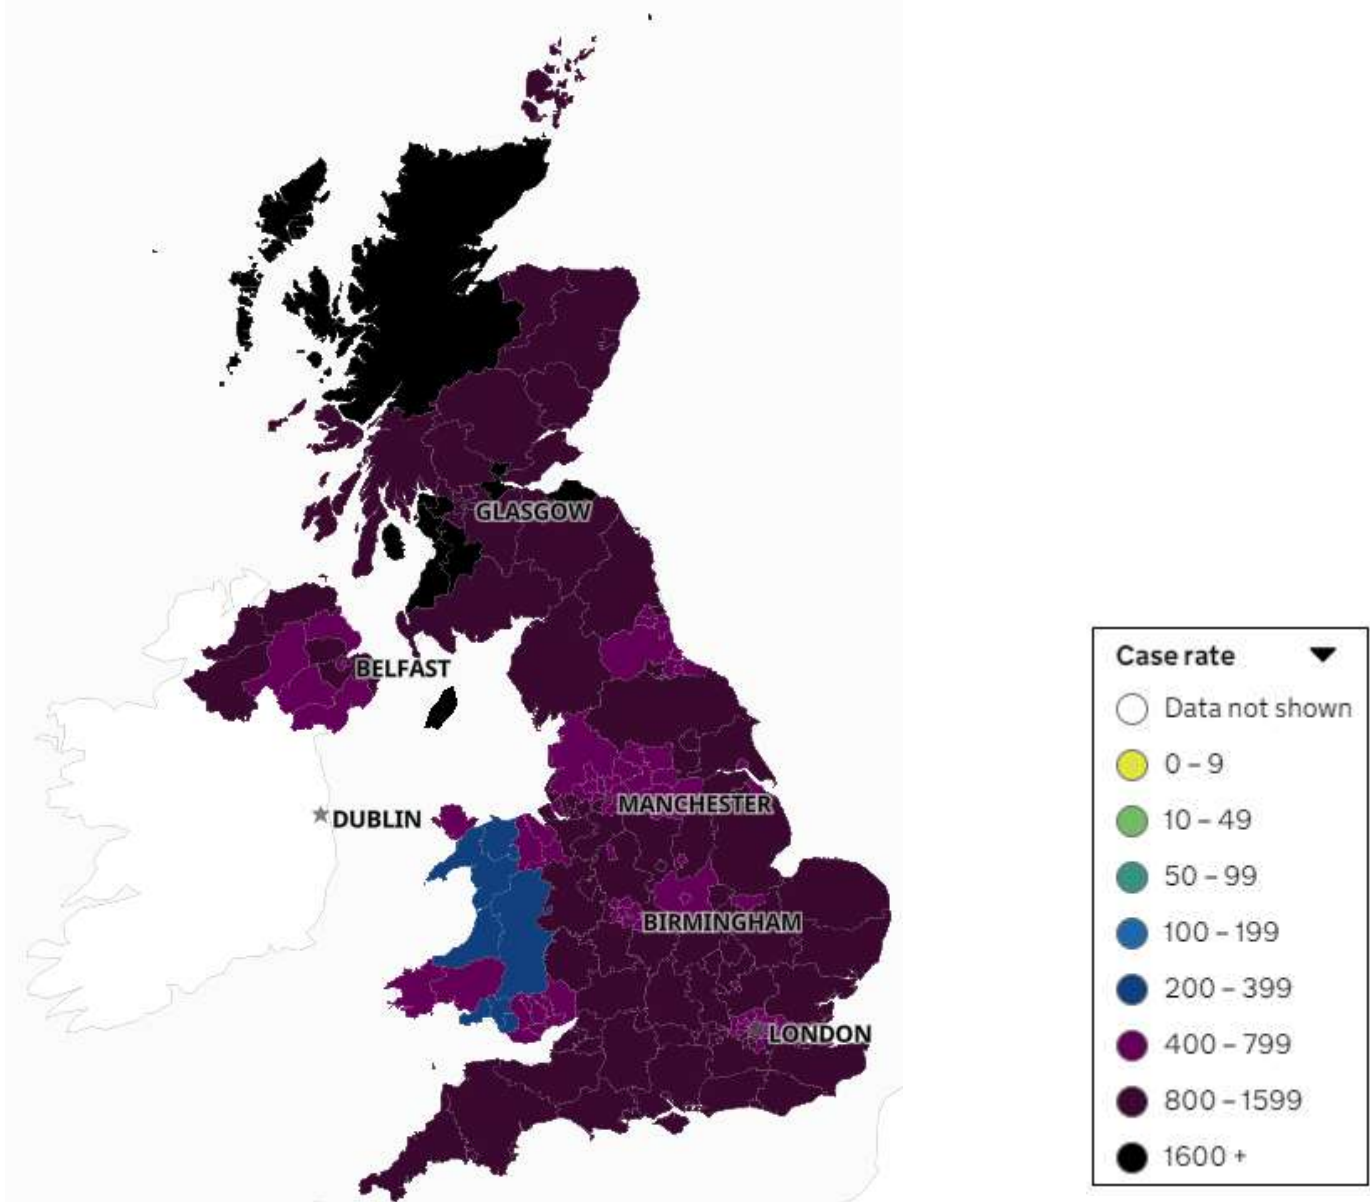 GLASGOW
BELFAST
DUBLIN
MANCHESTER
BIRMINGHAM
LONDON
Case rate
Data not shown
0 – 9
10 – 49
50 – 99
100 – 199
200 – 399
400 – 799
800 – 1599
1600 +